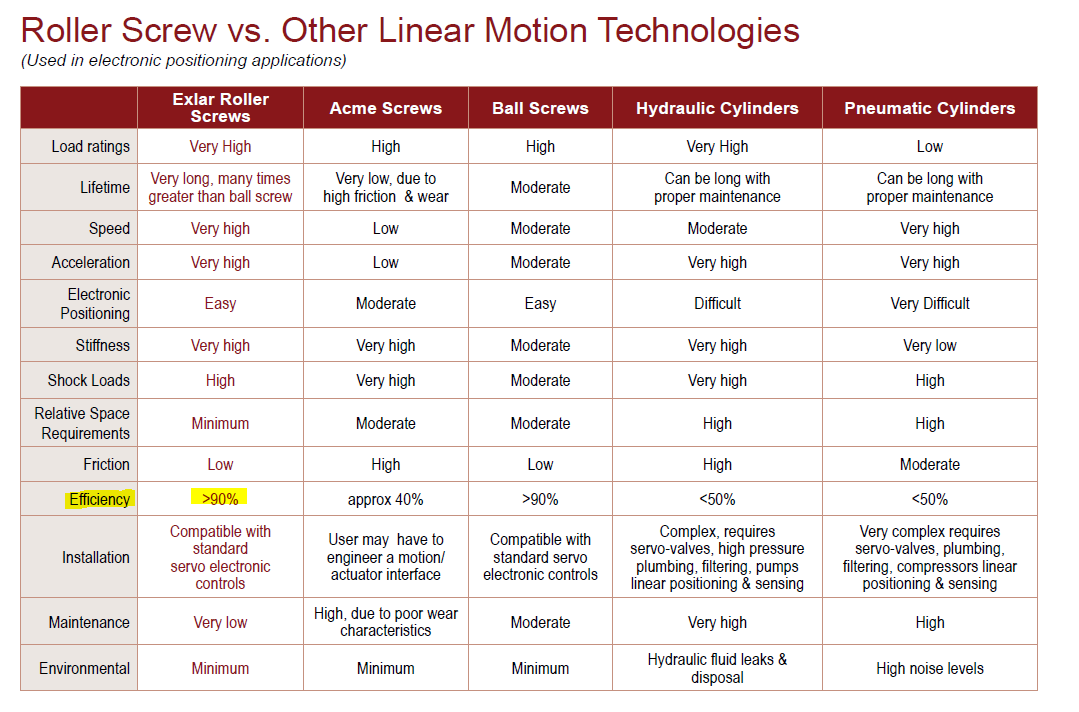 Roller Screw vs. Other Linear Motion Technologies
(Used in electronic positioning applications)
Exlar Roller
Screws
Acme Screws
Ball Screws
Hydraulic Cylinders
Pneumatic Cylinders
Load ratings
Very High
High
High
Very High
Low
Lifetime
Very long, many times
greater than ball screw
Very low, due to
high friction & wear
Moderate
Can be long with
proper maintenance
Can be long with
proper maintenance
Speed
Very high
Low
Moderate
Moderate
Very high
Acceleration
Very high
Low
Moderate
Very high
Very high
Electronic
Positioning
Easy
Moderate
Easy
Difficult
Very Difficult
Stiffness
Very high
Very high
Moderate
Very high
Very low
Shock Loads
High
Very high
Moderate
Very high
High
Relative Space
Requirements
Minimum
Moderate
Moderate
High
High
Friction
Low
High
Low
High
Moderate
Efficiency
>90%
approx 40%
>90%
<50%
<50%
Installation
Compatible with
standard
servo electronic
controls
User may have to
engineer a motion/
actuator interface
Compatible with
standard servo
electronic controls
Complex, requires
servo-valves, high pressure
plumbing, filtering, pumps
linear positioning & sensing
Very complex requires
servo-valves, plumbing,
filtering, compressors linear
positioning & sensing
Maintenance
Very low
High, due to poor wear
characteristics
Moderate
Very high
High
Environmental
Minimum
Minimum
Minimum
Hydraulic fluid leaks &
disposal
High noise levels